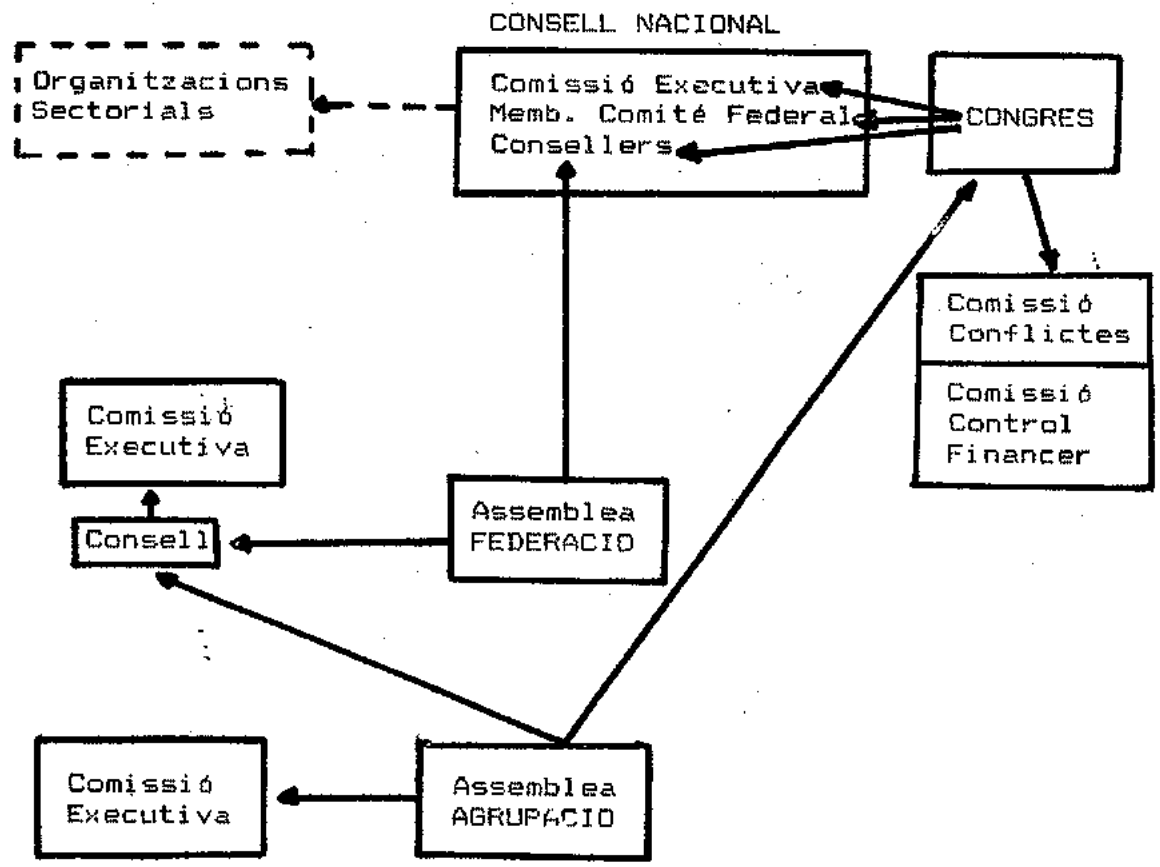 CONSELL NACIONAL
Organitzacions
Sectorials
Comissió Executiva
Memb. Comité Federal
Consellers
CONGRES
Comissió
Conflictes
Comissió
Control
Financer
Comissió
Executiva
Consell
Assemblea
FEDERACIO
Comissió
Executiva
Assemblea
AGRUPACIO